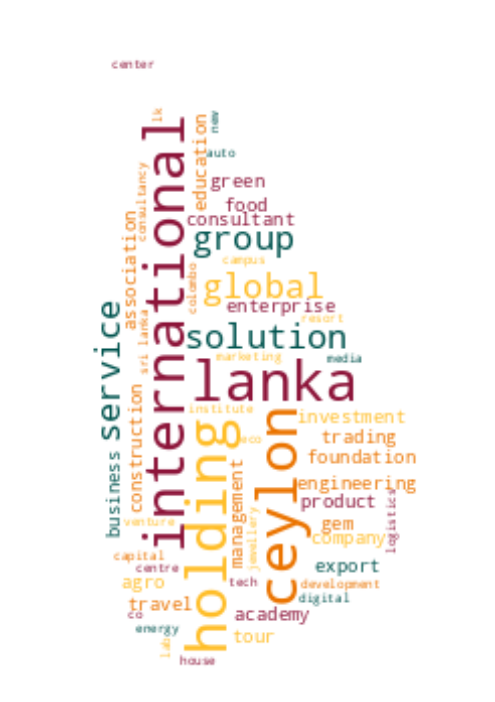 center
lk
new
international
education
auto
consultancy
green
food
consultant
association
group
campus
colombo
global
service
enterprise
sri lanka
resort
solution
marketing
media
lanka
construction
institute
holding
ceylon
investment
eco
trading
business
foundation
management
engineering
logistics
product
jewellery
venture
gem
company
capital
centre
export
agro
tech
development
digital
travel
co
academy
energy
tour
lab
house